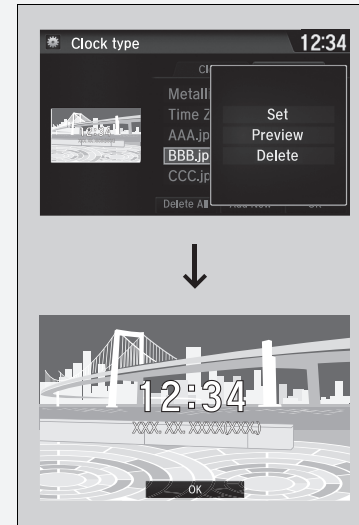 Clock type
12:34
Metall
Time Z
AAA.jp
BBB.jp
CCC.jp
Set
Preview
Delete
Delete All
OK
12:34
XXX. XX. XXXX(XXX.)
OK